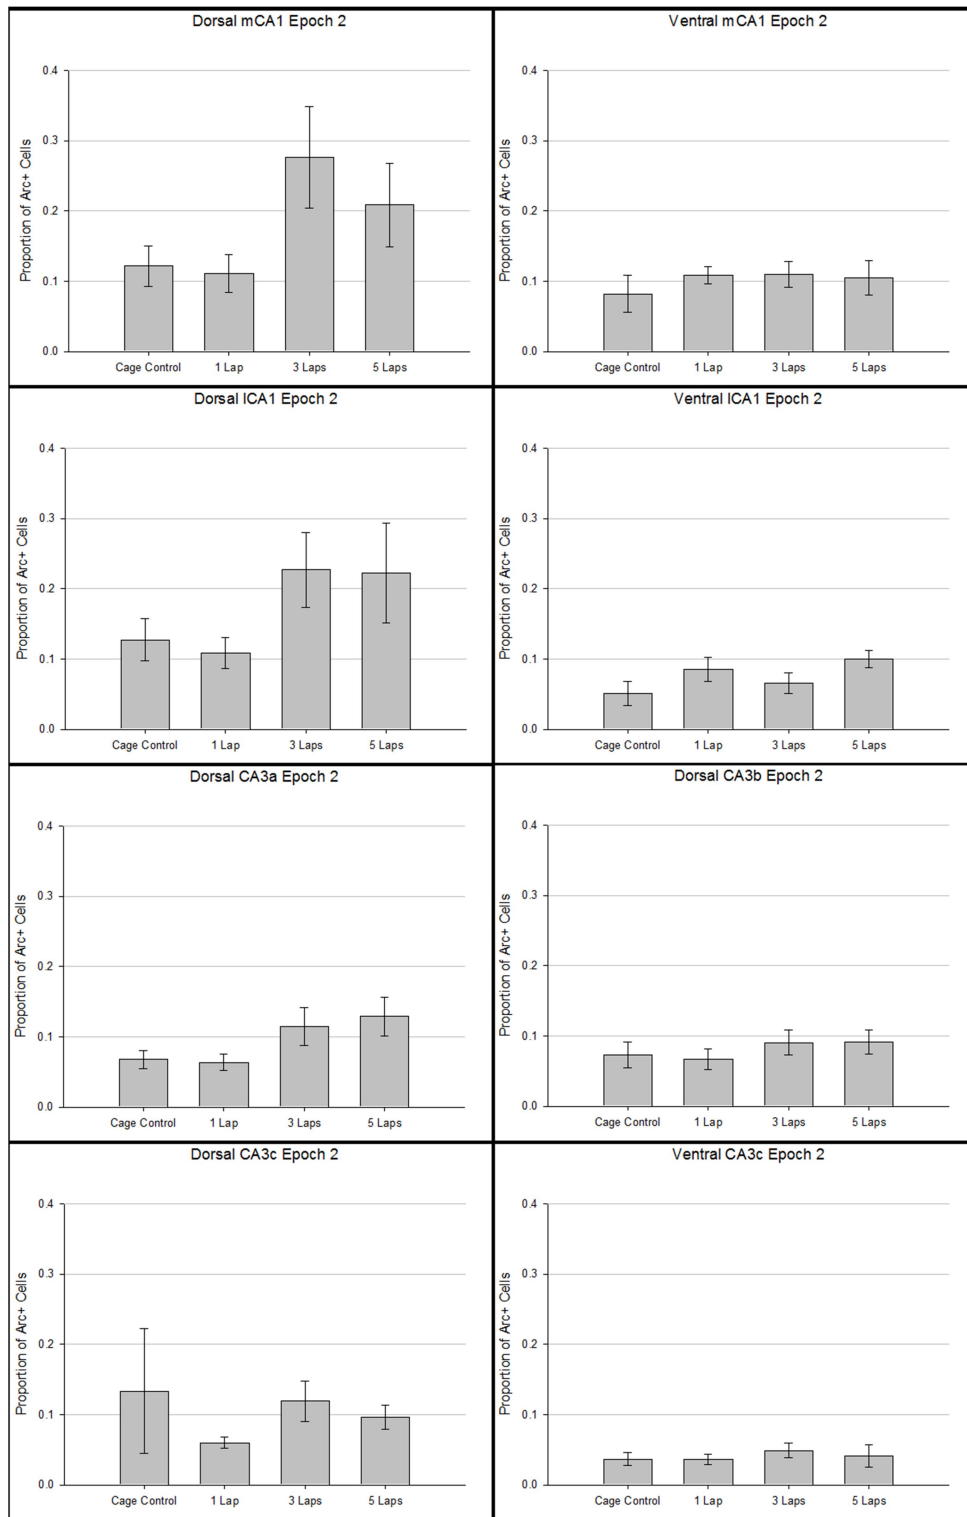 Dorsal mCA1 Epoch 2
Proportion of Arc+ Cells
0.4
0.3
0.2
0.1
0.0
Cage Control 1 Lap 3 Laps 5 Laps
Ventral mCA1 Epoch 2
Proportion of Arc+ Cells
0.4
0.3
0.2
0.1
0.0
Cage Control 1 Lap 3 Laps 5 Laps
Dorsal lCA1 Epoch 2
Proportion of Arc+ Cells
0.4
0.3
0.2
0.1
0.0
Cage Control 1 Lap 3 Laps 5 Laps
Ventral lCA1 Epoch 2
Proportion of Arc+ Cells
0.4
0.3
0.2
0.1
0.0
Cage Control 1 Lap 3 Laps 5 Laps
Dorsal CA3a Epoch 2
Proportion of Arc+ Cells
0.4
0.3
0.2
0.1
0.0
Cage Control 1 Lap 3 Laps 5 Laps
Dorsal CA3b Epoch 2
Proportion of Arc+ Cells
0.4
0.3
0.2
0.1
0.0
Cage Control 1 Lap 3 Laps 5 Laps
Dorsal CA3c Epoch 2
Proportion of Arc+ Cells
0.4
0.3
0.2
0.1
0.0
Cage Control 1 Lap 3 Laps 5 Laps
Ventral CA3c Epoch 2
Proportion of Arc+ Cells
0.4
0.3
0.2
0.1
0.0
Cage Control 1 Lap 3 Laps 5 Laps